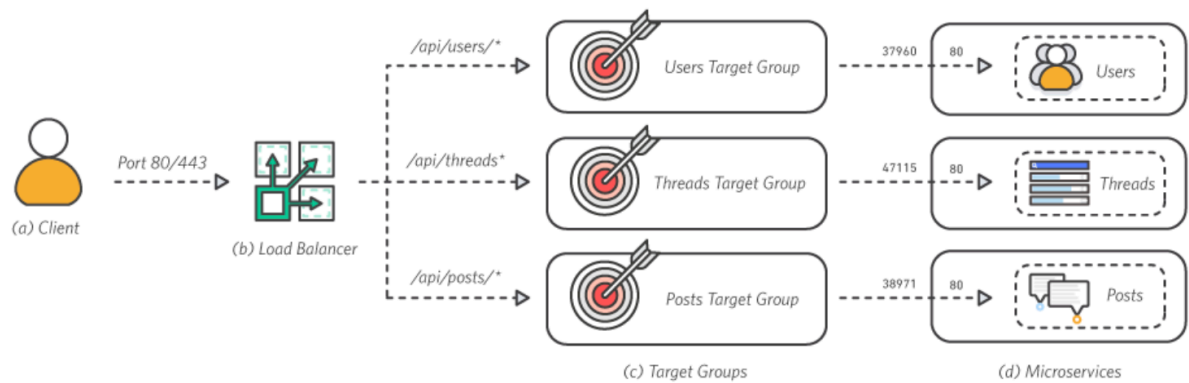 /api/users/*
Users Target Group
37960
80
Users
Port 80/443
/api/threads*
Threads Target Group
47115
80
Threads
(a) Client
(b) Load Balancer
/api/posts/*
Posts Target Group
38971
80
Posts
(c) Target Groups
(d) Microservices